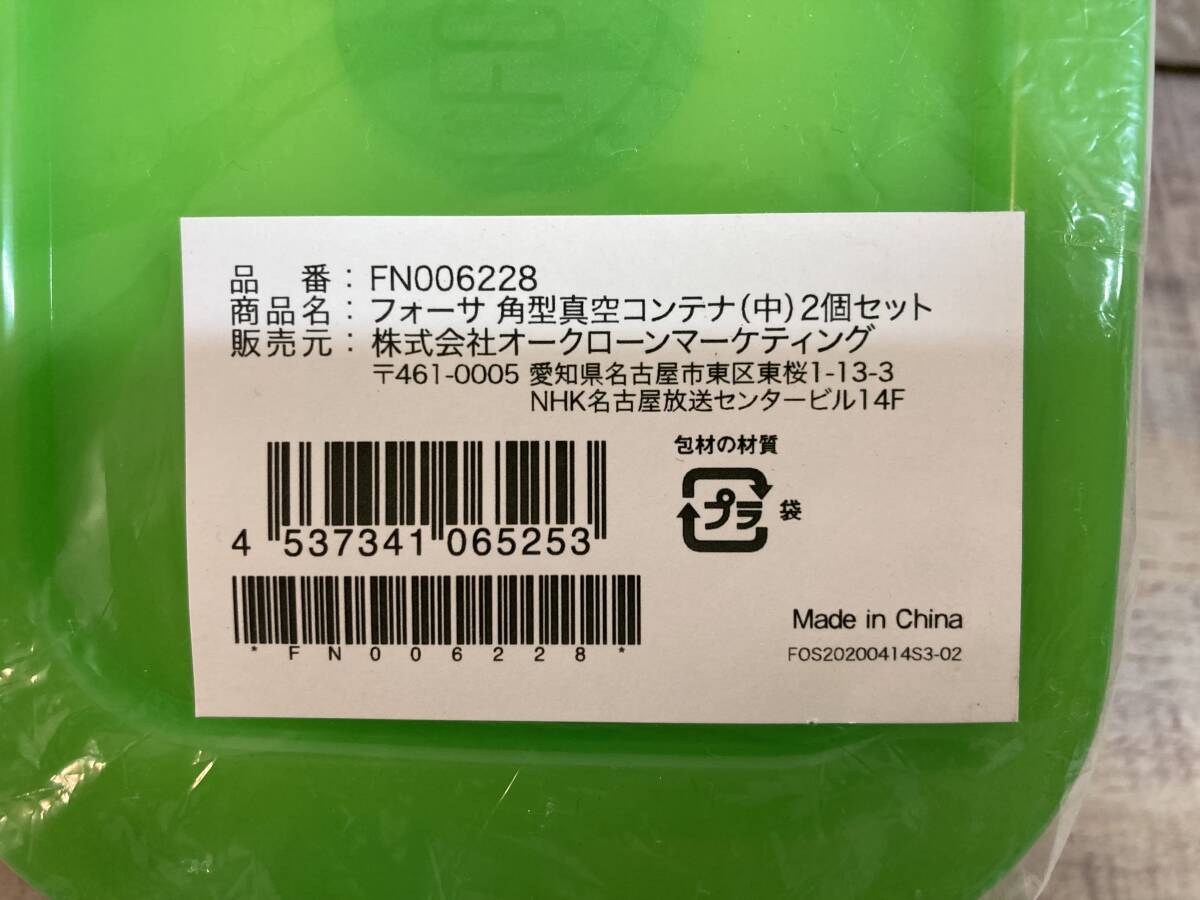 品 番：FN006228
商品名：フォーサ 角型真空コンテナ（中）2個セット
販売元：株式会社オークローンマーケティング
〒461-0005 愛知県名古屋市東区東桜1-13-3
NHK名古屋放送センタービル14F
包材の材質
プラ 袋
4 537341 065253
*FN006228*
Made in China
FOS20200414S3-02